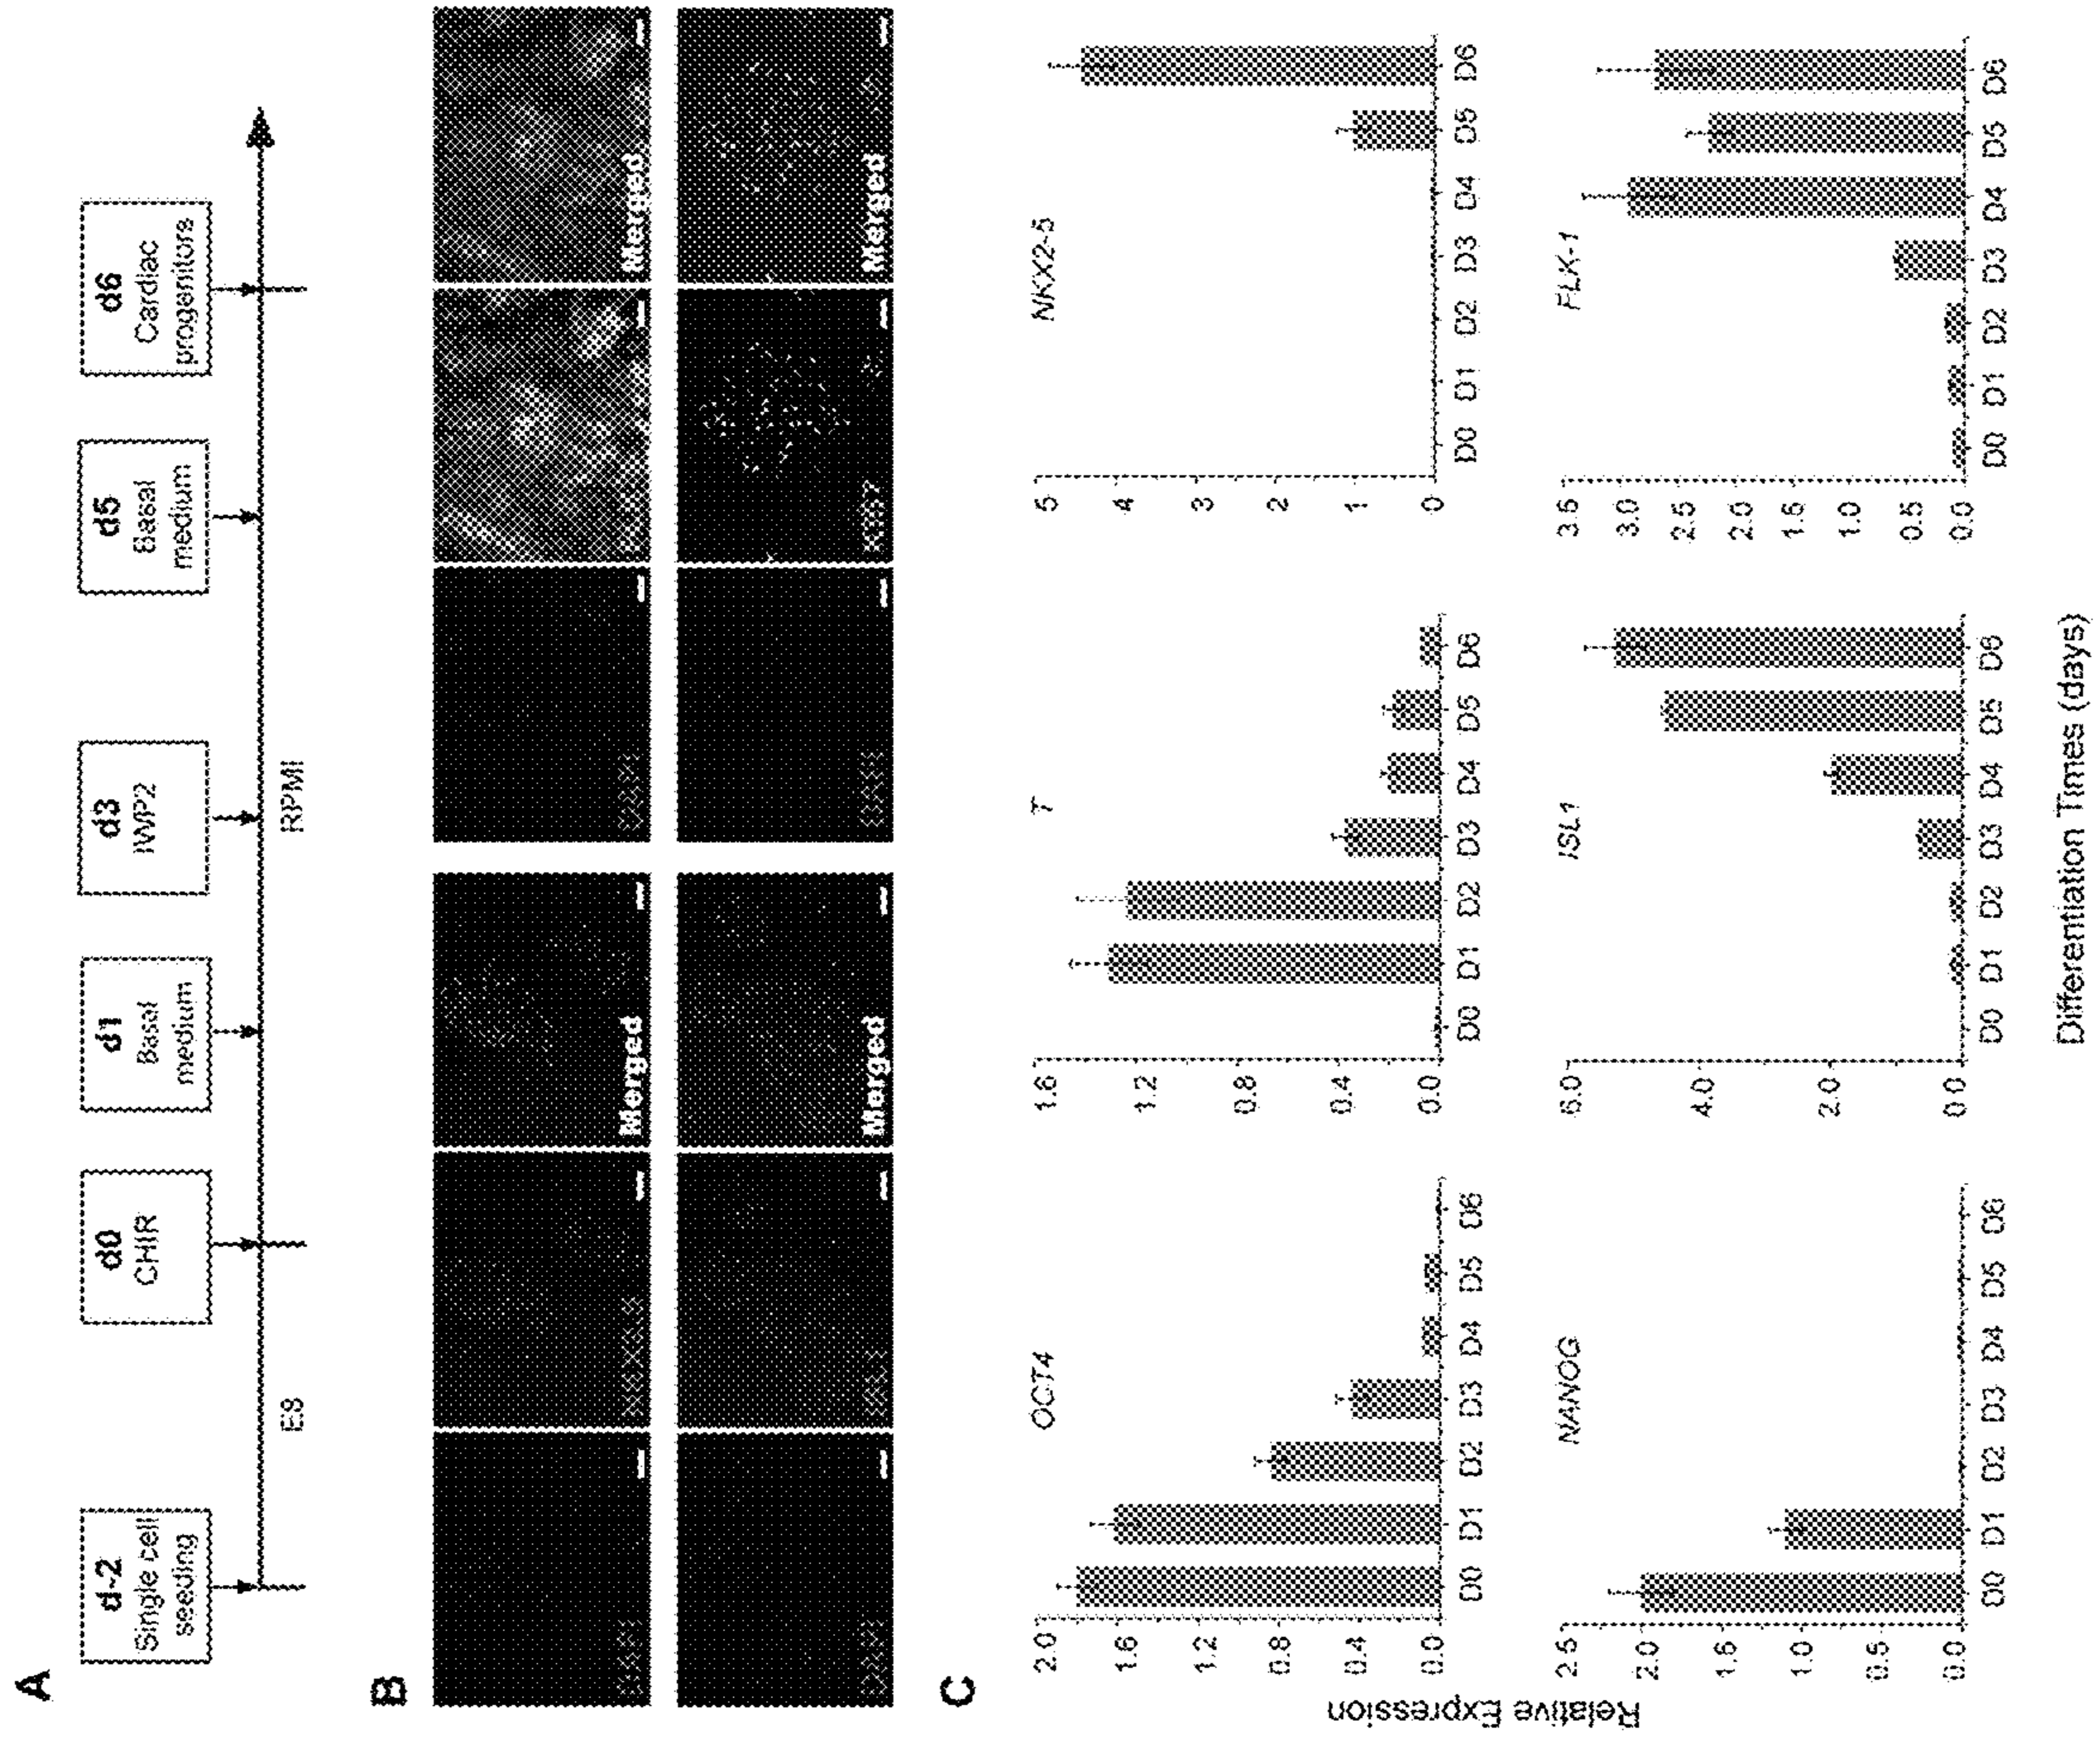 A
d-2
Single cell
seeding
d0
CHIR
d1
Basal
medium
d3
IWP2
d5
Basal
medium
d6
Cardiac
progenitors
E8
RPMI
B
Merged
Merged
Merged
KI67
Merged
C
Relative Expression
OCT4
2.0
1.6
1.2
0.8
0.4
0.0
D0 D1 D2 D3 D4 D5 D6
T
1.6
1.2
0.8
0.4
0.0
D0 D1 D2 D3 D4 D5 D6
NKX2-5
5
4
3
2
1
0
D0 D1 D2 D3 D4 D5 D6
NANOG
2.5
2.0
1.5
1.0
0.5
0.0
D0 D1 D2 D3 D4 D5 D6
ISL1
6.0
4.0
2.0
0.0
D0 D1 D2 D3 D4 D5 D6
FLK-1
3.5
3.0
2.5
2.0
1.5
1.0
0.5
0.0
D0 D1 D2 D3 D4 D5 D6
Differentiation Times (days)